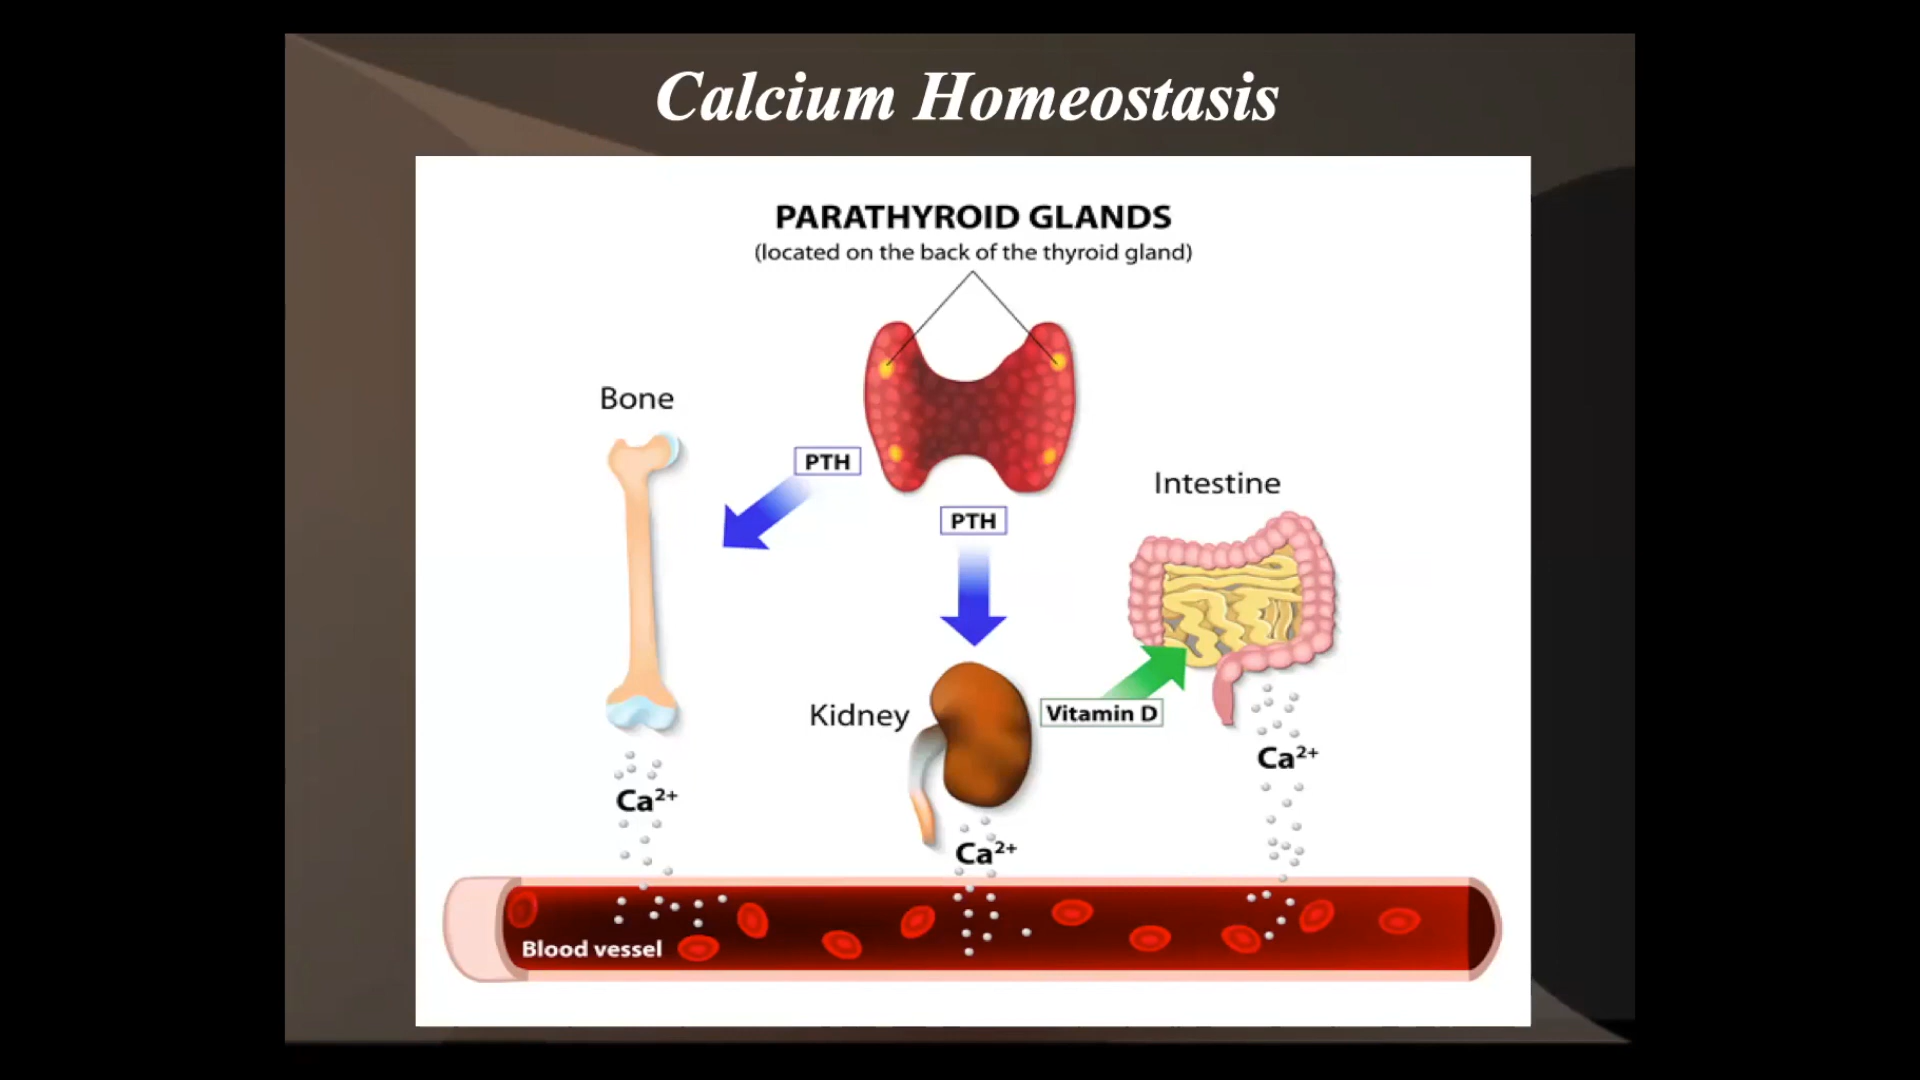 Calcium Homeostasis
PARATHYROID GLANDS
(located on the back of the thyroid gland)
Bone
PTH
Intestine
PTH
Kidney
Vitamin D
Ca²⁺
Ca²⁺
Ca²⁺
Blood vessel